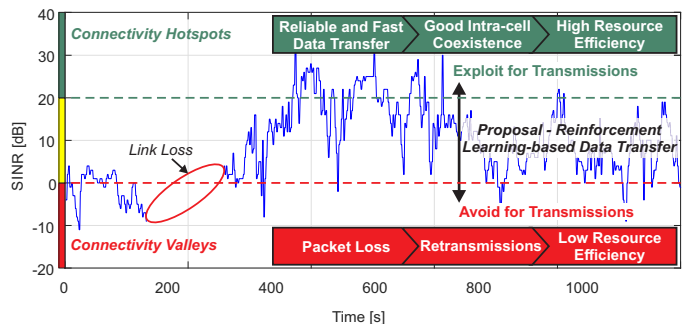 40
30
20
10
0
-10
-20
SINR [dB]
Connectivity Hotspots
Reliable and Fast
Data Transfer
Good Intra-cell
Coexistence
High Resource
Efficiency
Exploit for Transmissions
Link Loss
Proposal - Reinforcement
Learning-based Data Transfer
Avoid for Transmissions
Connectivity Valleys
Packet Loss
Retransmissions
Low Resource
Efficiency
0
200
400
600
800
1000
Time [s]